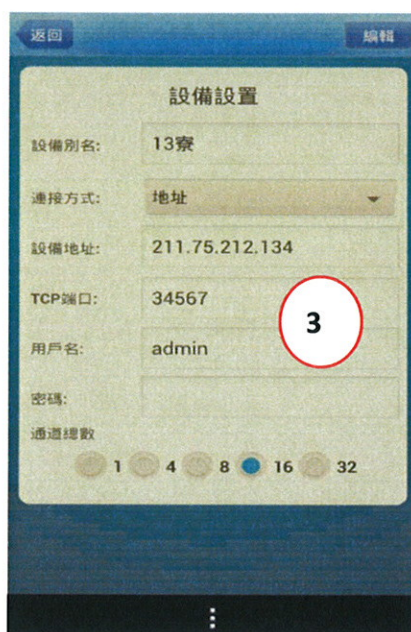 返回 編輯
設備設置
設備別名: 13寮
連接方式: 地址
設備地址: 211.75.212.134
TCP端口: 34567
3
用戶名: admin
密碼:
通道總數
1 4 8 16 32